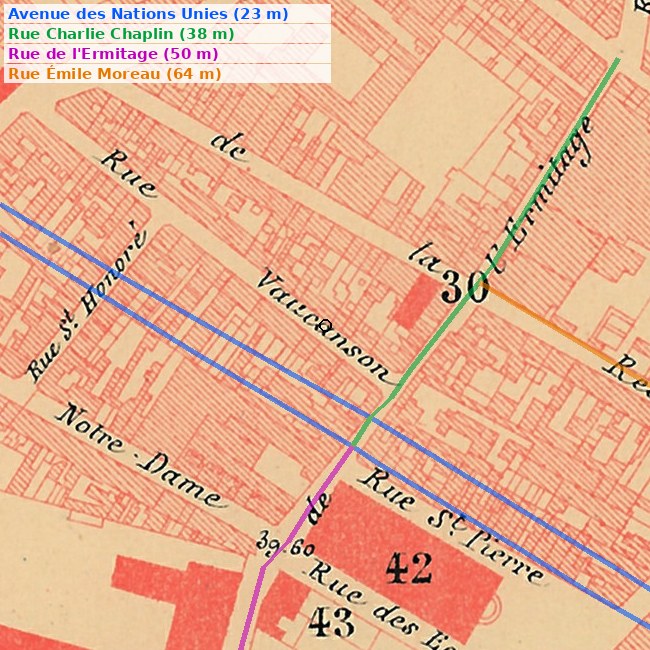 Avenue des Nations Unies (23 m)
Rue Charlie Chaplin (38 m)
Rue de l'Ermitage (50 m)
Rue Émile Moreau (64 m)
de
Rue
l'Ermitage
la
30
Rue St. Honoré
Vaucanson
Notre-Dame
de
Rue St. Pierre
39.60
42
Rue des
43